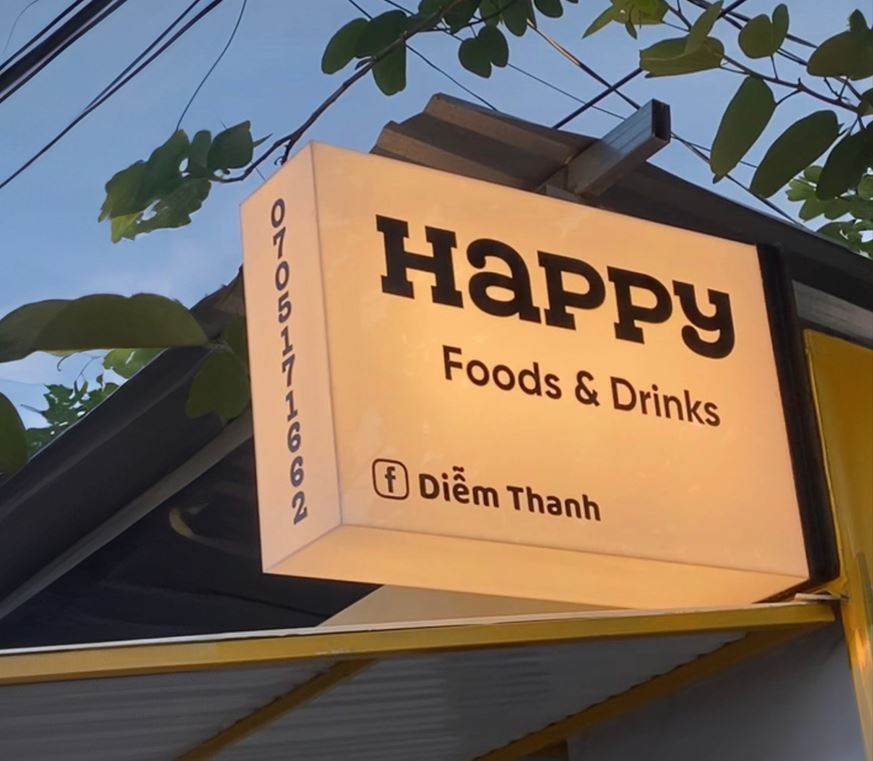 0705171662
Happy
Foods & Drinks
f Diễm Thanh